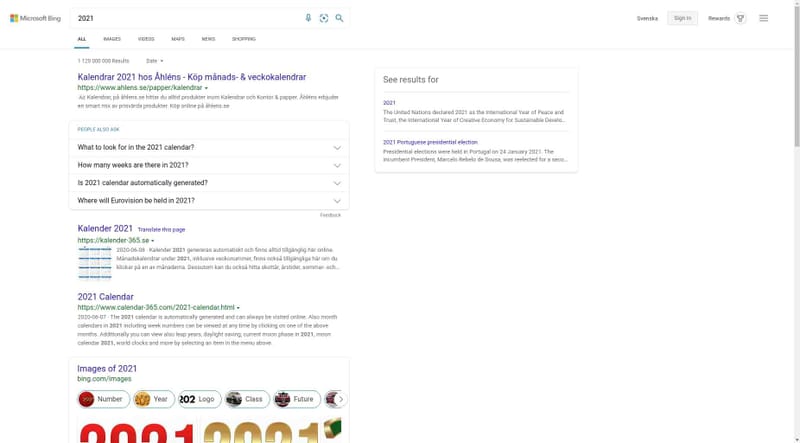 Microsoft Bing
2021
Svenska
Sign in
Rewards
ALL
IMAGES
VIDEOS
MAPS
NEWS
SHOPPING
1 120 000 000 Results
Date
Kalendrar 2021 hos Åhléns - Köp månads- & veckokalendrar
https://www.ahlens.se/papper/kalendrar
Ad Kalendrar, på åhlens.se hittar du alltid produkter inom Kalendrar och Kontor & papper. Åhléns erbjuder
en smart mix av prisvärda produkter. Köp online på åhlens.se
See results for
2021
The United Nations declared 2021 as the International Year of Peace and
Trust, the International Year of Creative Economy for Sustainable Develo...
2021 Portuguese presidential election
Presidential elections were held in Portugal on 24 January 2021. The
incumbent President, Marcelo Rebelo de Sousa, was reelected for a seco...
PEOPLE ALSO ASK
What to look for in the 2021 calendar?
How many weeks are there in 2021?
Is 2021 calendar automatically generated?
Where will Eurovision be held in 2021?
Feedback
Kalender 2021 Translate this page
https://kalender-365.se
2020-06-08 · Kalender 2021 genereras automatiskt och finns alltid tillgänglig här online.
Månadskalendrar under 2021, inklusive veckonummer, finns också tillgängliga här om du
klickar på en av månaderna. Dessutom kan du också hitta skottår, årstider, sommar- och...
2021 Calendar
https://www.calendar-365.com/2021-calendar.html
2020-06-07 · The 2021 calendar is automatically generated and can always be visited online. Also month
calendars in 2021 including week numbers can be viewed at any time by clicking on one of the above
months. Additionally you can view also leap years, daylight saving, current moon phase in 2021, moon
calendar 2021, world clocks and more by selecting an item in the menu above.
Images of 2021
bing.com/images
Number
Year
Logo
Class
Future
2021
2021